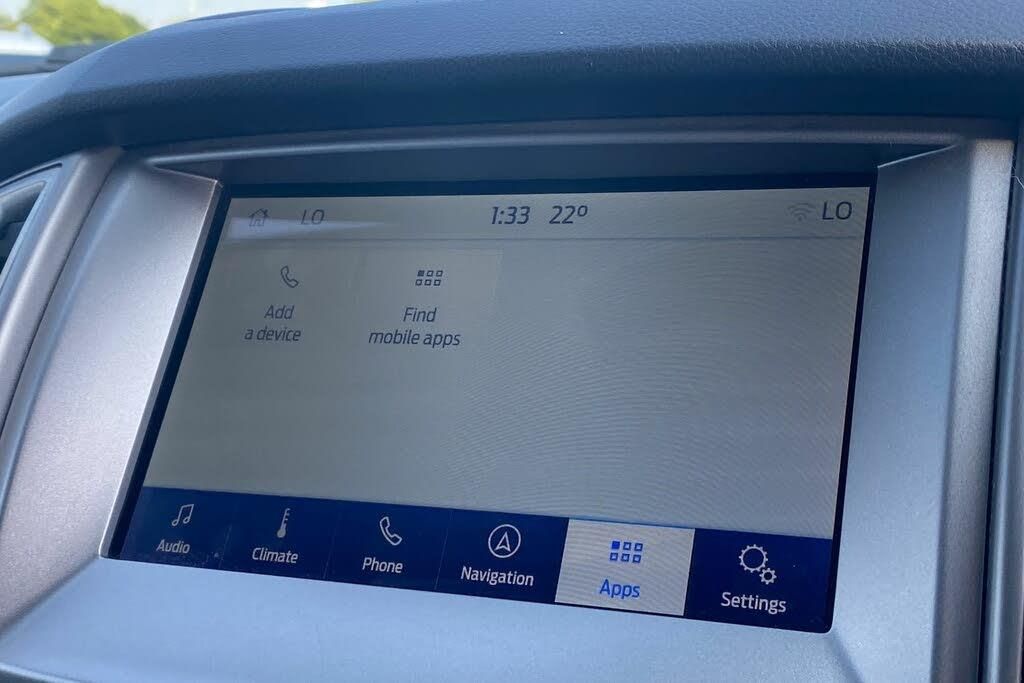 LO 1:33 22° LO
Add
a device
Find
mobile apps
Audio Climate Phone Navigation Apps Settings